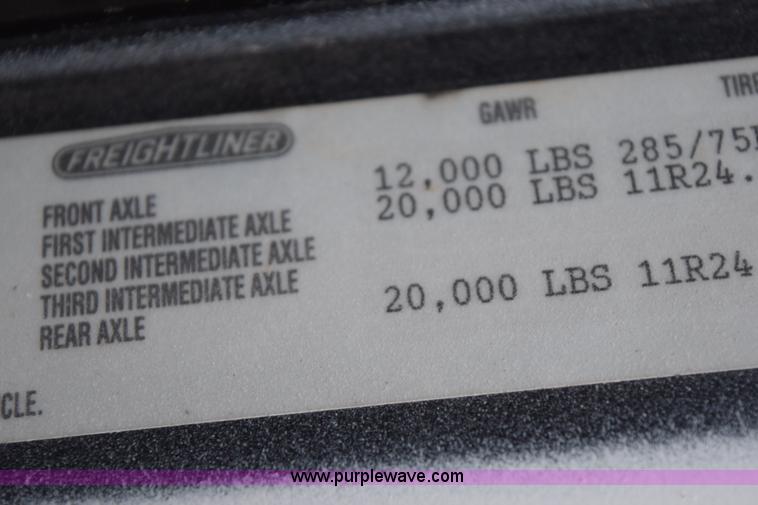 GAWR TIRE
FREIGHTLINER
FRONT AXLE 12,000 LBS 285/75
FIRST INTERMEDIATE AXLE 20,000 LBS 11R24.
SECOND INTERMEDIATE AXLE
THIRD INTERMEDIATE AXLE
REAR AXLE 20,000 LBS 11R24
CLE.
www.purplewave.com